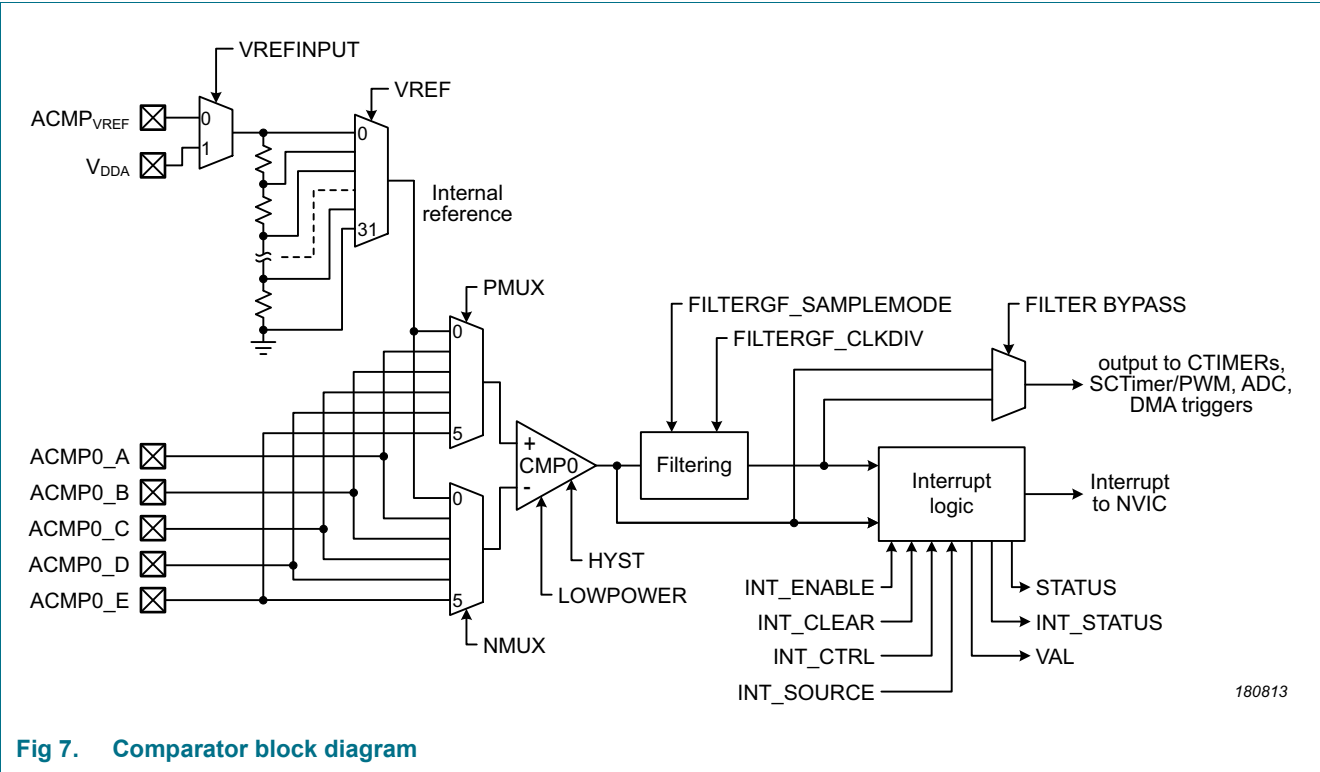 VREFINPUT
VREF
ACMPVREF
0
VDDA
1
0
31
Internal
reference
PMUX
0
5
FILTERGF_SAMPLEMODE
FILTERGF_CLKDIV
FILTER BYPASS
output to CTIMERs,
SCTimer/PWM, ADC,
DMA triggers
ACMP0_A
ACMP0_B
ACMP0_C
ACMP0_D
ACMP0_E
+
CMP0
-
Filtering
Interrupt
logic
Interrupt
to NVIC
0
5
NMUX
HYST
LOWPOWER
INT_ENABLE
INT_CLEAR
INT_CTRL
INT_SOURCE
STATUS
INT_STATUS
VAL
180813
Fig 7. Comparator block diagram